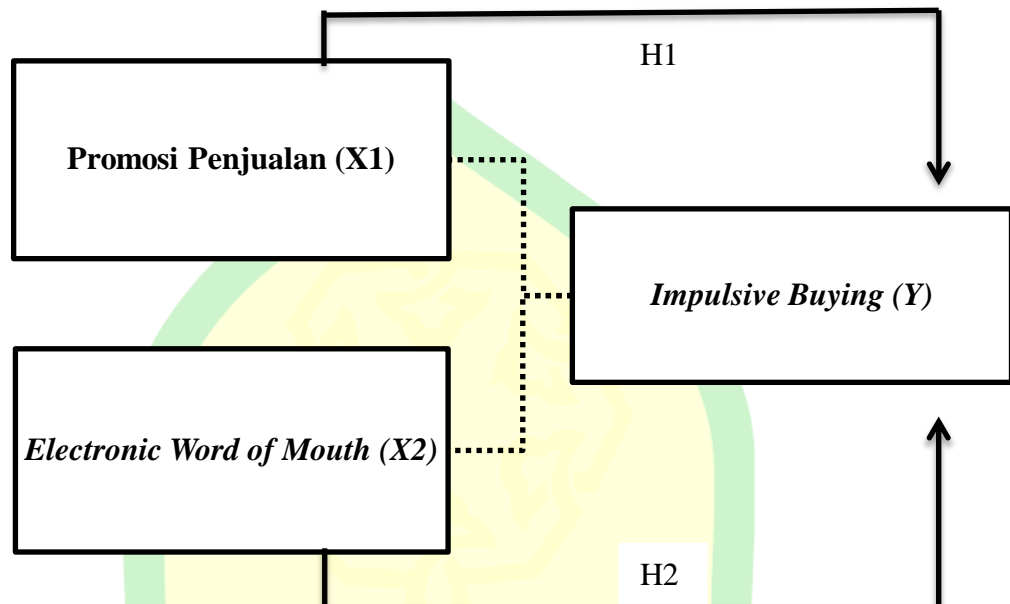 H1
Promosi Penjualan (X1)
Impulsive Buying (Y)
Electronic Word of Mouth (X2)
H2